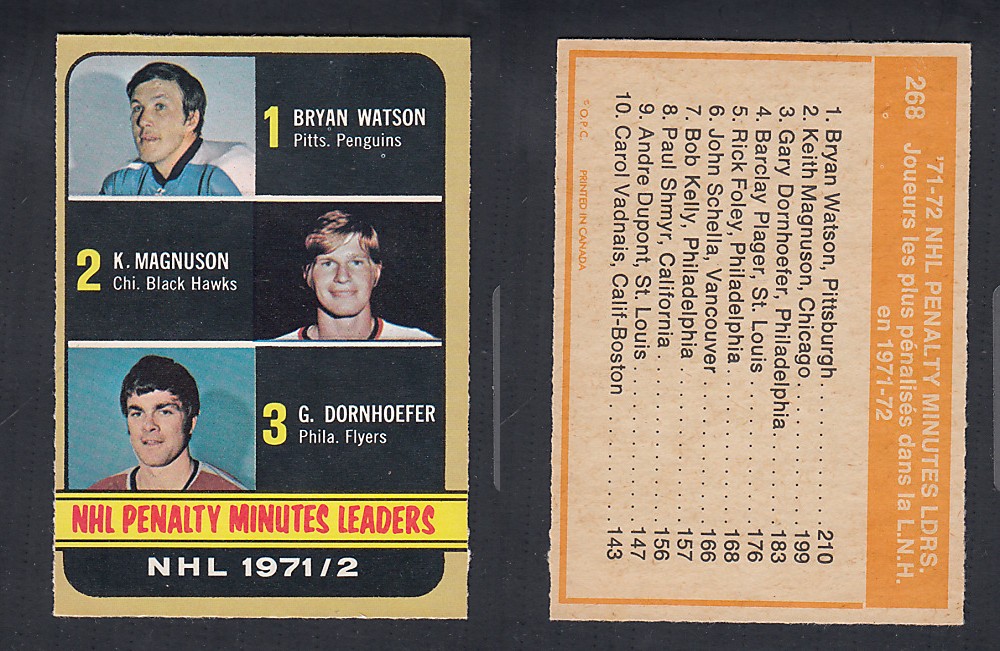 1 BRYAN WATSON
Pitts. Penguins
2 K. MAGNUSON
Chi. Black Hawks
3 G. DORNHOEFER
Phila. Flyers
NHL PENALTY MINUTES LEADERS
NHL 1971/2
268 '71-72 NHL PENALTY MINUTES LDRS.
Joueurs les plus pénalisés dans la L.N.H.
en 1971-72
1. Bryan Watson, Pittsburgh . . . . . . . . . 210
2. Keith Magnuson, Chicago . . . . . . . . . 199
3. Gary Dornhoefer, Philadelphia . . . . . . 183
4. Barclay Plager, St. Louis . . . . . . . . . . 176
5. Rick Foley, Philadelphia . . . . . . . . . . 168
6. John Schella, Vancouver . . . . . . . . . . 166
7. Bob Kelly, Philadelphia . . . . . . . . . . . 157
8. Paul Shmyr, California . . . . . . . . . . . 156
9. Andre Dupont, St. Louis . . . . . . . . . . 147
10. Carol Vadnais, Calif-Boston . . . . . . . . 143
© O.P.C. PRINTED IN CANADA